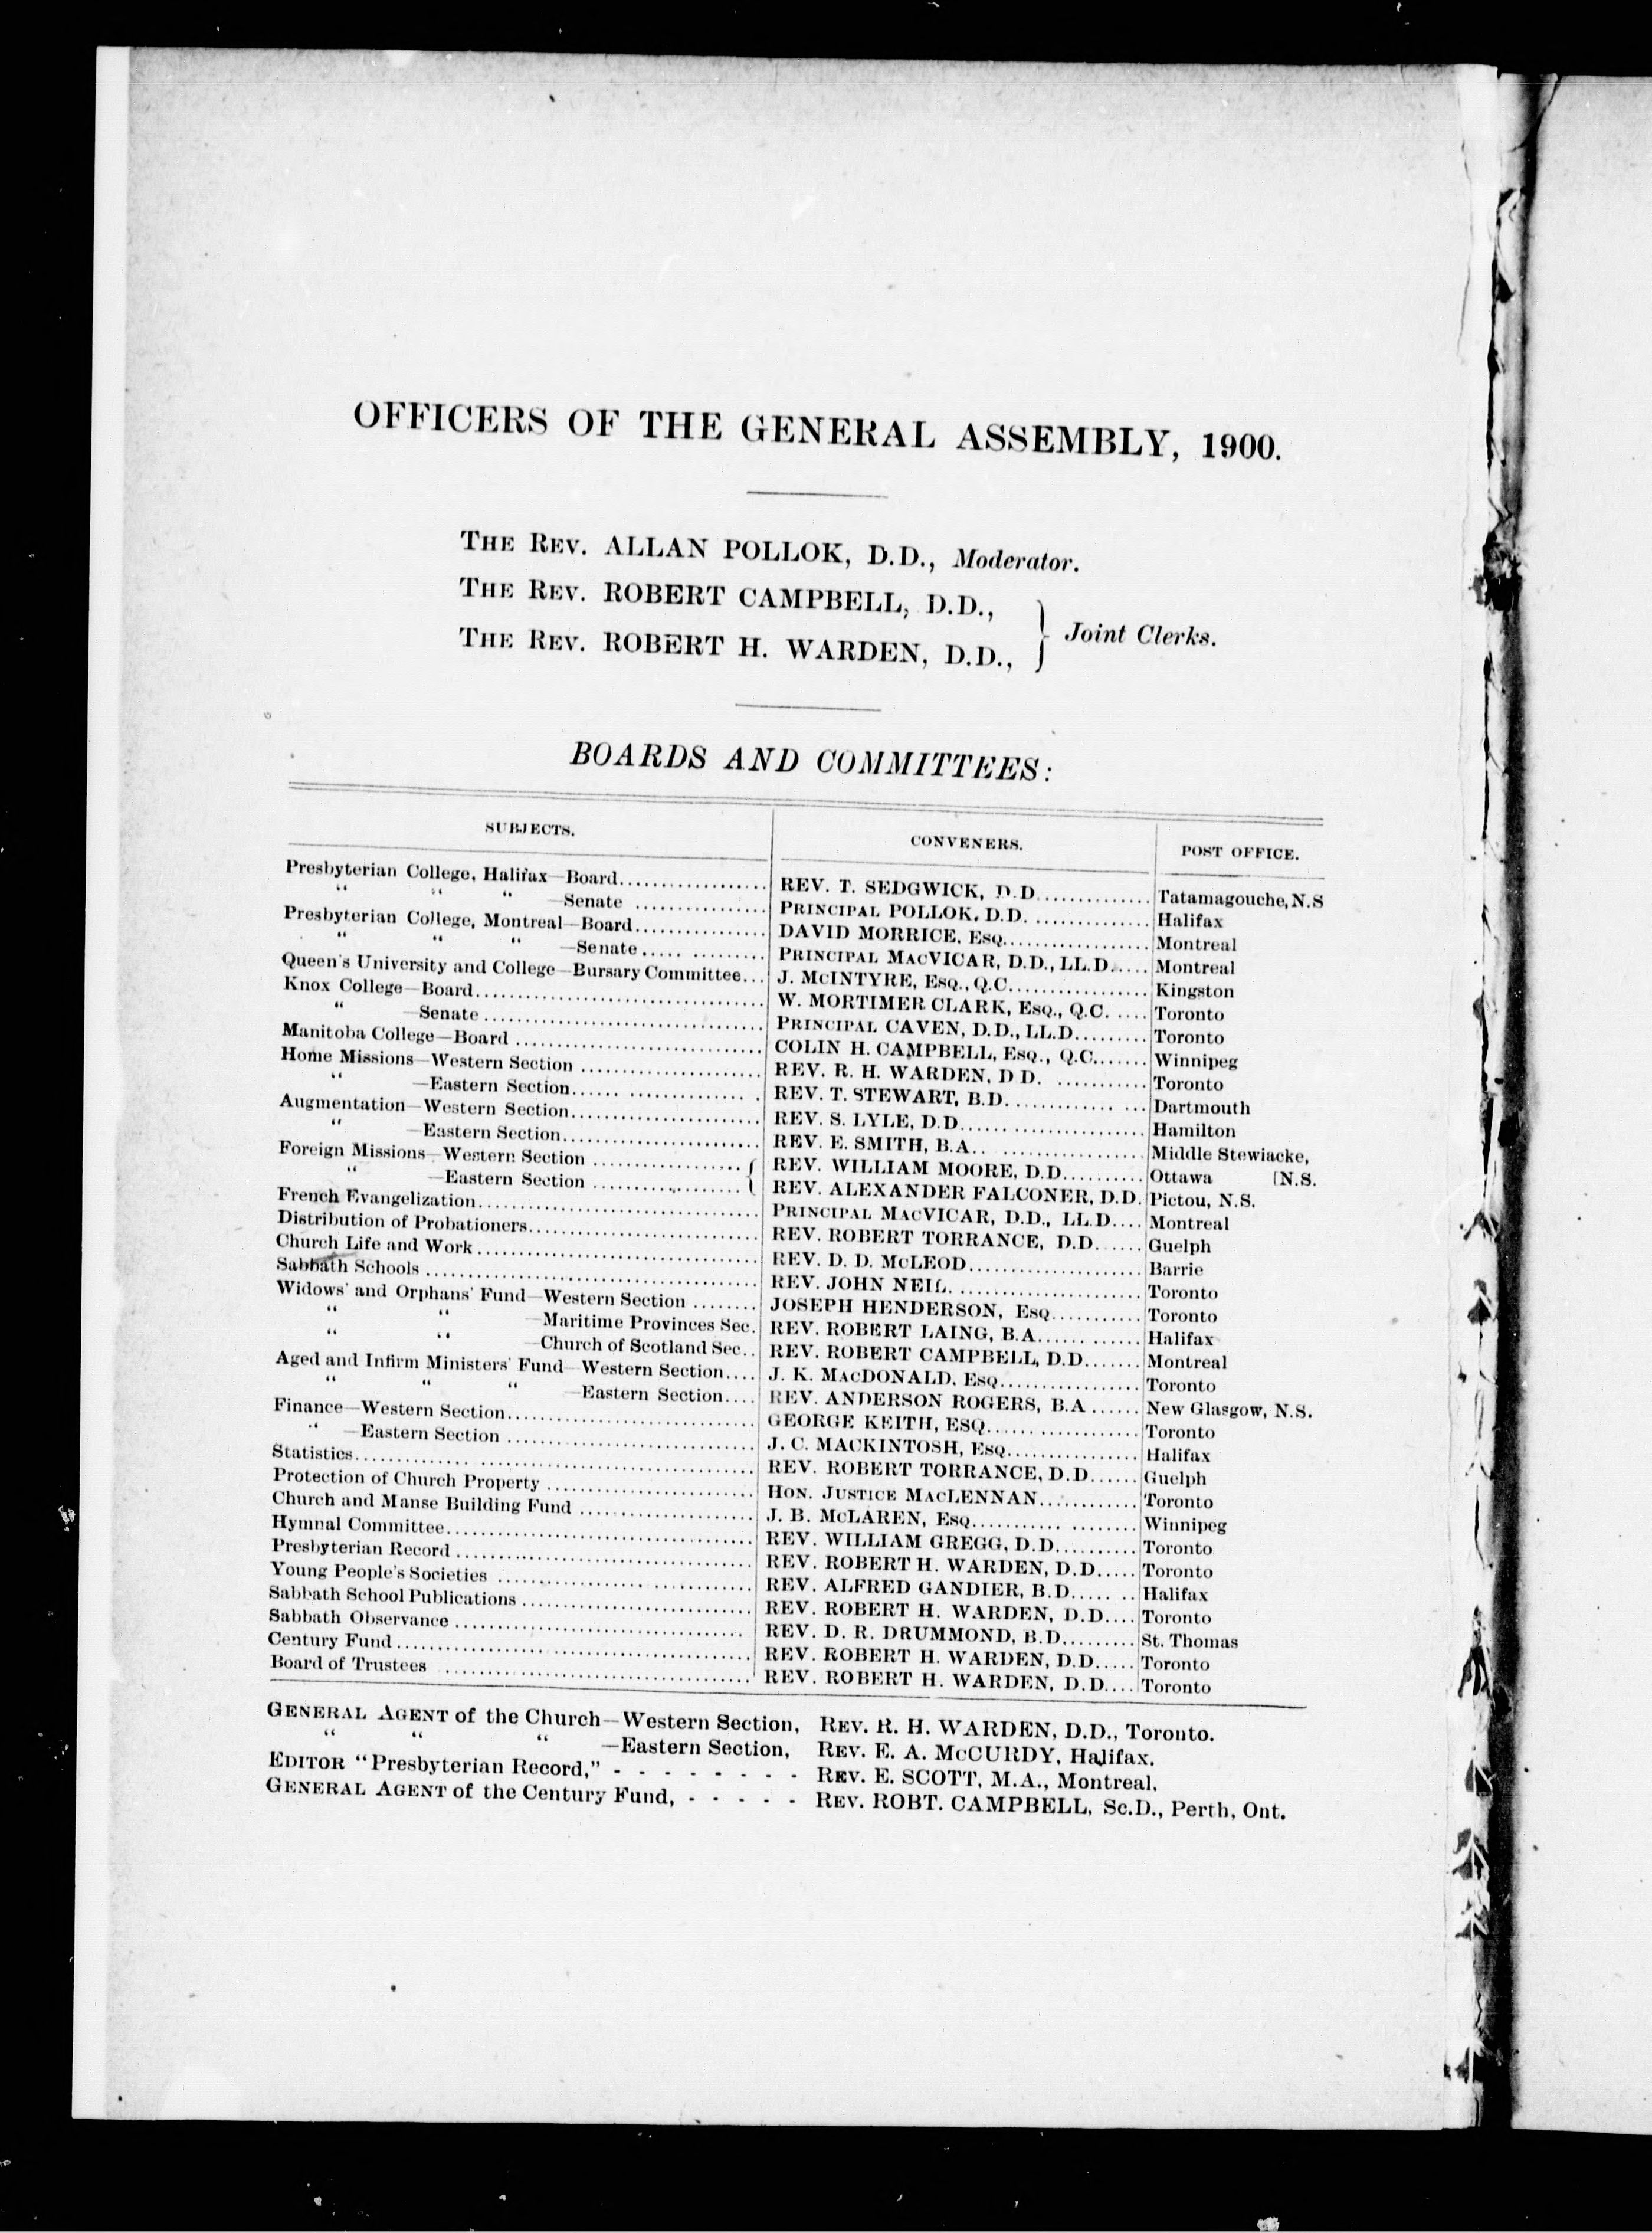 OFFICERS OF THE GENERAL ASSEMBLY, 1900.
THE REV. ALLAN POLLOK, D.D., Moderator.
THE REV. ROBERT CAMPBELL, D.D.,
THE REV. ROBERT H. WARDEN, D.D., } Joint Clerks.
BOARDS AND COMMITTEES:
SUBJECTS. CONVENERS. POST OFFICE.
Presbyterian College, Halifax—Board.................. REV. T. SEDGWICK, D.D.............. Tatamagouche, N.S
" " " —Senate ................ PRINCIPAL POLLOK, D.D. .............. Halifax
Presbyterian College, Montreal—Board................ DAVID MORRICE, ESQ.................. Montreal
" " " —Senate..... ......... PRINCIPAL MACVICAR, D.D., LL.D..... Montreal
Queen's University and College—Bursary Committee... J. MCINTYRE, ESQ., Q.C................. Kingston
Knox College—Board................................... W. MORTIMER CLARK, ESQ., Q.C. .... Toronto
" —Senate .................................. PRINCIPAL CAVEN, D.D., LL.D......... Toronto
Manitoba College—Board .............................. COLIN H. CAMPBELL, ESQ., Q.C....... Winnipeg
Home Missions—Western Section ...................... REV. R. H. WARDEN, D D. ........... Toronto
" —Eastern Section...... .............. . REV. T. STEWART, B.D............. ... Dartmouth
Augmentation—Western Section....................... REV. S. LYLE, D.D....................... Hamilton
" —Eastern Section........................ REV. E. SMITH, B.A.. ................. Middle Stewiacke,
Foreign Missions—Western Section .................. { REV. WILLIAM MOORE, D.D.......... Ottawa [N.S.
" —Eastern Section .................. { REV. ALEXANDER FALCONER, D.D. Pictou, N.S.
French Evangelization.................................. PRINCIPAL MACVICAR, D.D., LL.D.... Montreal
Distribution of Probationers............................ REV. ROBERT TORRANCE, D.D...... Guelph
Church Life and Work.................................. REV. D. D. MCLEOD..................... Barrie
Sabbath Schools ........................................ REV. JOHN NEIL. ...................... Toronto
Widows' and Orphans' Fund—Western Section ........ JOSEPH HENDERSON, ESQ........... Toronto
" " —Maritime Provinces Sec. REV. ROBERT LAING, B.A............. Halifax
" " —Church of Scotland Sec.. REV. ROBERT CAMPBELL, D.D....... Montreal
Aged and Infirm Ministers' Fund—Western Section.... J. K. MACDONALD, ESQ................. Toronto
" " " —Eastern Section.... REV. ANDERSON ROGERS, B.A...... New Glasgow, N.S.
Finance—Western Section.............................. GEORGE KEITH, ESQ................... Toronto
" —Eastern Section .............................. J. C. MACKINTOSH, ESQ................ Halifax
Statistics.............. ................................. REV. ROBERT TORRANCE, D.D...... Guelph
Protection of Church Property ......................... HON. JUSTICE MACLENNAN............ Toronto
Church and Manse Building Fund ..................... J. B. MCLAREN, ESQ........... ........ Winnipeg
Hymnal Committee..................................... REV. WILLIAM GREGG, D.D.......... Toronto
Presbyterian Record.................................... REV. ROBERT H. WARDEN, D.D..... Toronto
Young People's Societies ............................... REV. ALFRED GANDIER, B.D..... .. Halifax
Sabbath School Publications............................ REV. ROBERT H. WARDEN, D.D.... Toronto
Sabbath Observance ................................... REV. D. R. DRUMMOND, B.D......... St. Thomas
Century Fund........................................... REV. ROBERT H. WARDEN, D.D..... Toronto
Board of Trustees ..................................... REV. ROBERT H. WARDEN, D.D.... Toronto
GENERAL AGENT of the Church—Western Section, REV. R. H. WARDEN, D.D., Toronto.
" " " —Eastern Section, REV. E. A. MCCURDY, Halifax.
EDITOR "Presbyterian Record," - - - - - - - - REV. E. SCOTT, M.A., Montreal.
GENERAL AGENT of the Century Fund, - - - - - REV. ROBT. CAMPBELL, Sc.D., Perth, Ont.